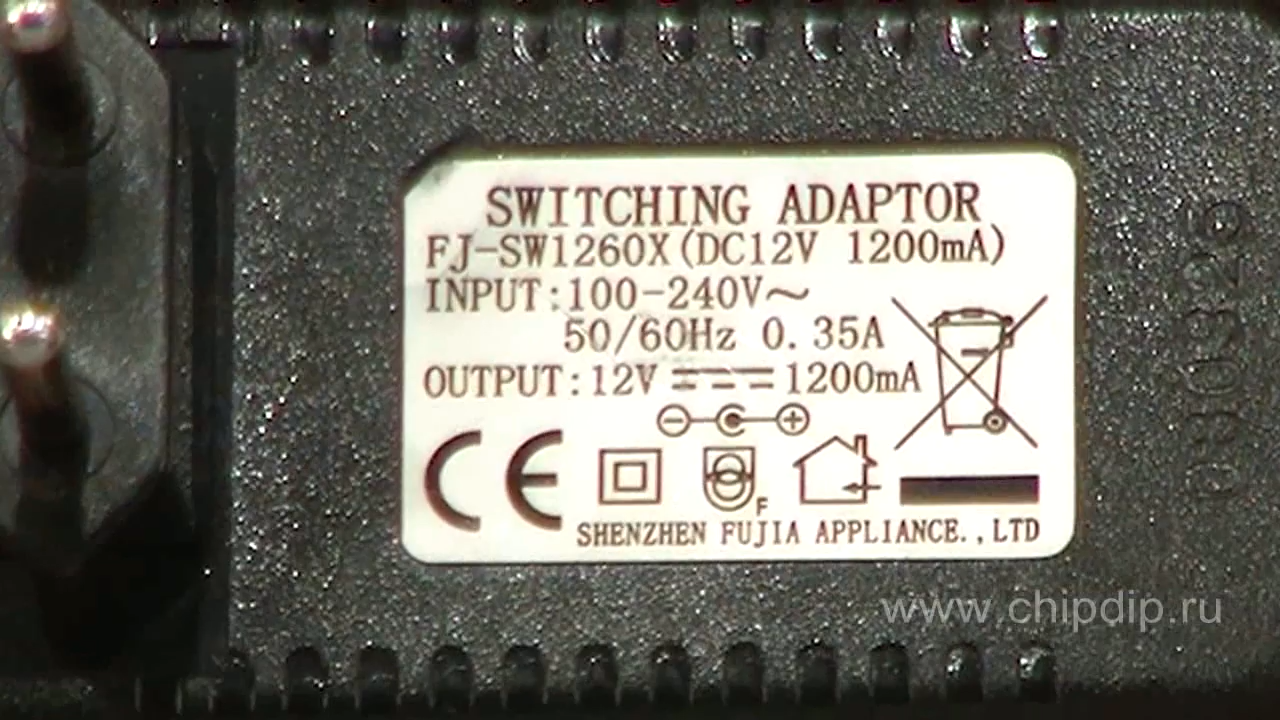 SWITCHING ADAPTOR
FJ-SW1260X(DC12V 1200mA)
INPUT:100-240V~
50/60Hz 0.35A
OUTPUT:12V ⎓ 1200mA
CE
F
SHENZHEN FUJIA APPLIANCE.,LTD
www.chipdip.ru